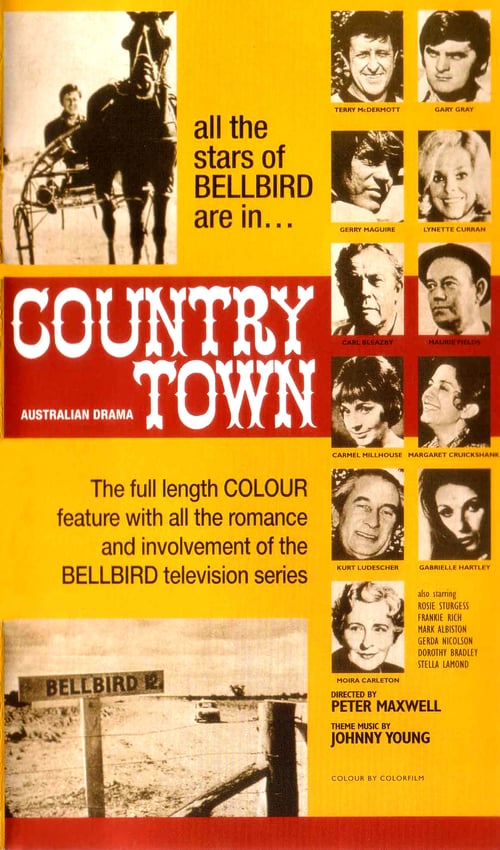 all the
stars of
BELLBIRD
are in...
COUNTRY
TOWN
AUSTRALIAN DRAMA
The full length COLOUR
feature with all the romance
and involvement of the
BELLBIRD television series
BELLBIRD 12
TERRY McDERMOTT
GARY GRAY
GERRY MAGUIRE
LYNETTE CURRAN
CARL BLEAZBY
MAURIE FIELDS
CARMEL MILLHOUSE
MARGARET CRUICKSHANK
KURT LUDESCHER
GABRIELLE HARTLEY
MOIRA CARLETON
also starring
ROSIE STURGESS
FRANKIE RICH
MARK ALBISTON
GERDA NICOLSON
DOROTHY BRADLEY
STELLA LAMOND
DIRECTED BY
PETER MAXWELL
THEME MUSIC BY
JOHNNY YOUNG
COLOUR BY COLORFILM